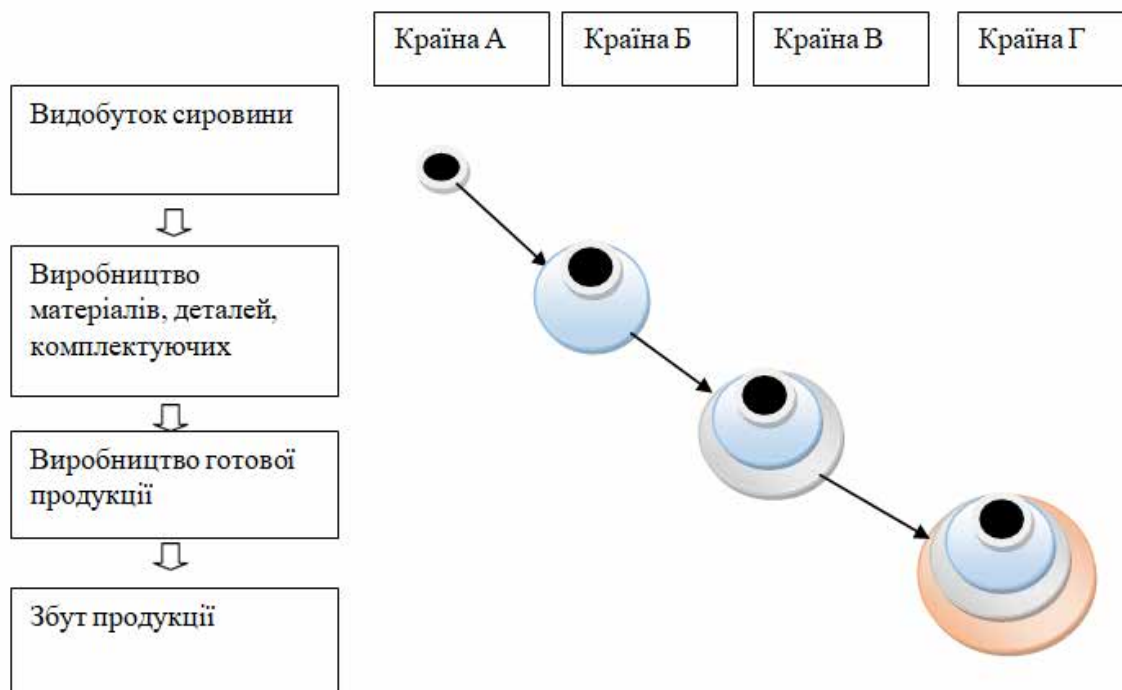 Країна А
Країна Б
Країна В
Країна Г
Видобуток сировини
Виробництво
матеріалів, деталей,
комплектуючих
Виробництво готової
продукції
Збут продукції